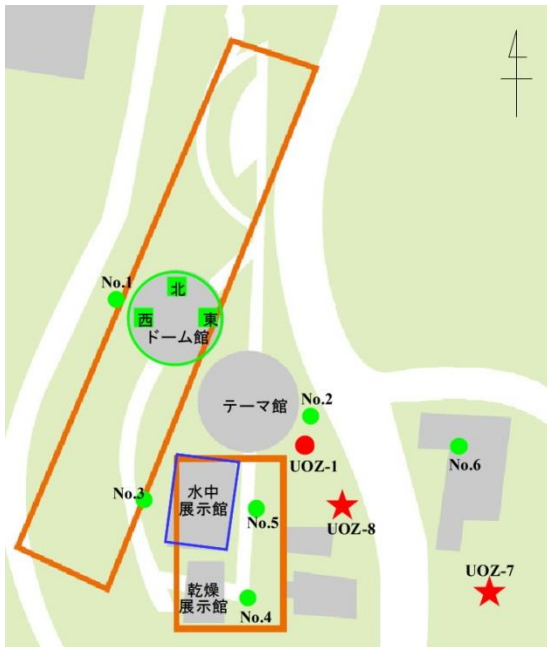 No.1
北
西
東
ドーム館
テーマ館
No.2
UOZ-1
No.6
No.3
水中
展示館
No.5
UOZ-8
UOZ-7
乾燥
展示館
No.4